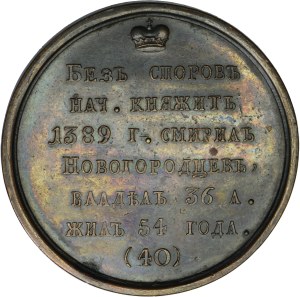 Безъ споровъ
нач. княжить
1389 г. смирилъ
Новогородцевъ,
владѣлъ 36 л.
жилъ 54 года.
(40)